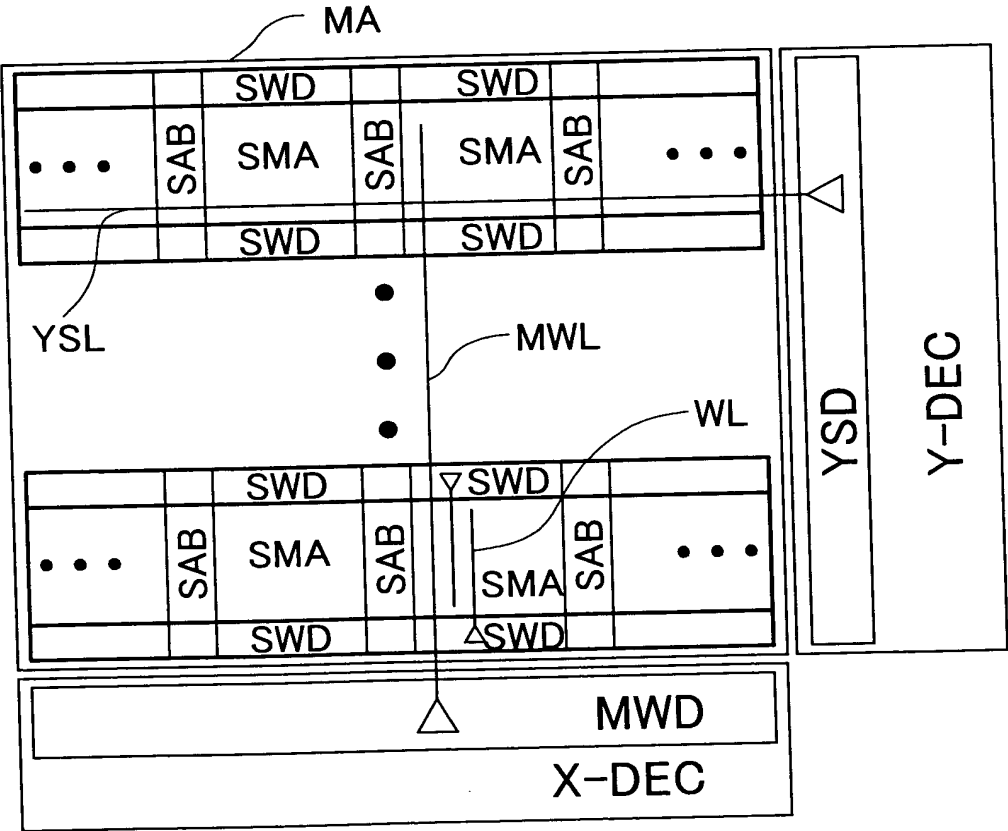 MA
SWD SWD
SAB SMA SAB SMA SAB
SWD SWD
YSL
MWL
WL
YSD
Y-DEC
SWD SWD
SAB SMA SAB SMA SAB
SWD SWD
MWD
X-DEC